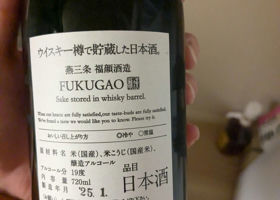 ウイスキー樽で貯蔵した日本酒。
燕三条 福顔酒造
FUKUGAO
Sake stored in whisky barrel.
When our hearts are fully satisfied, our taste-buds are fully satisfied.
We've found a taste we would like you to know. Please try it.
おいしい召し上がり方 ◎冷や ○常温
原材料名 米(国産)、米こうじ(国産米)、
醸造アルコール
アルコール分 19度
内容量 720ml
製造年月 '25.1.
品目
日本酒